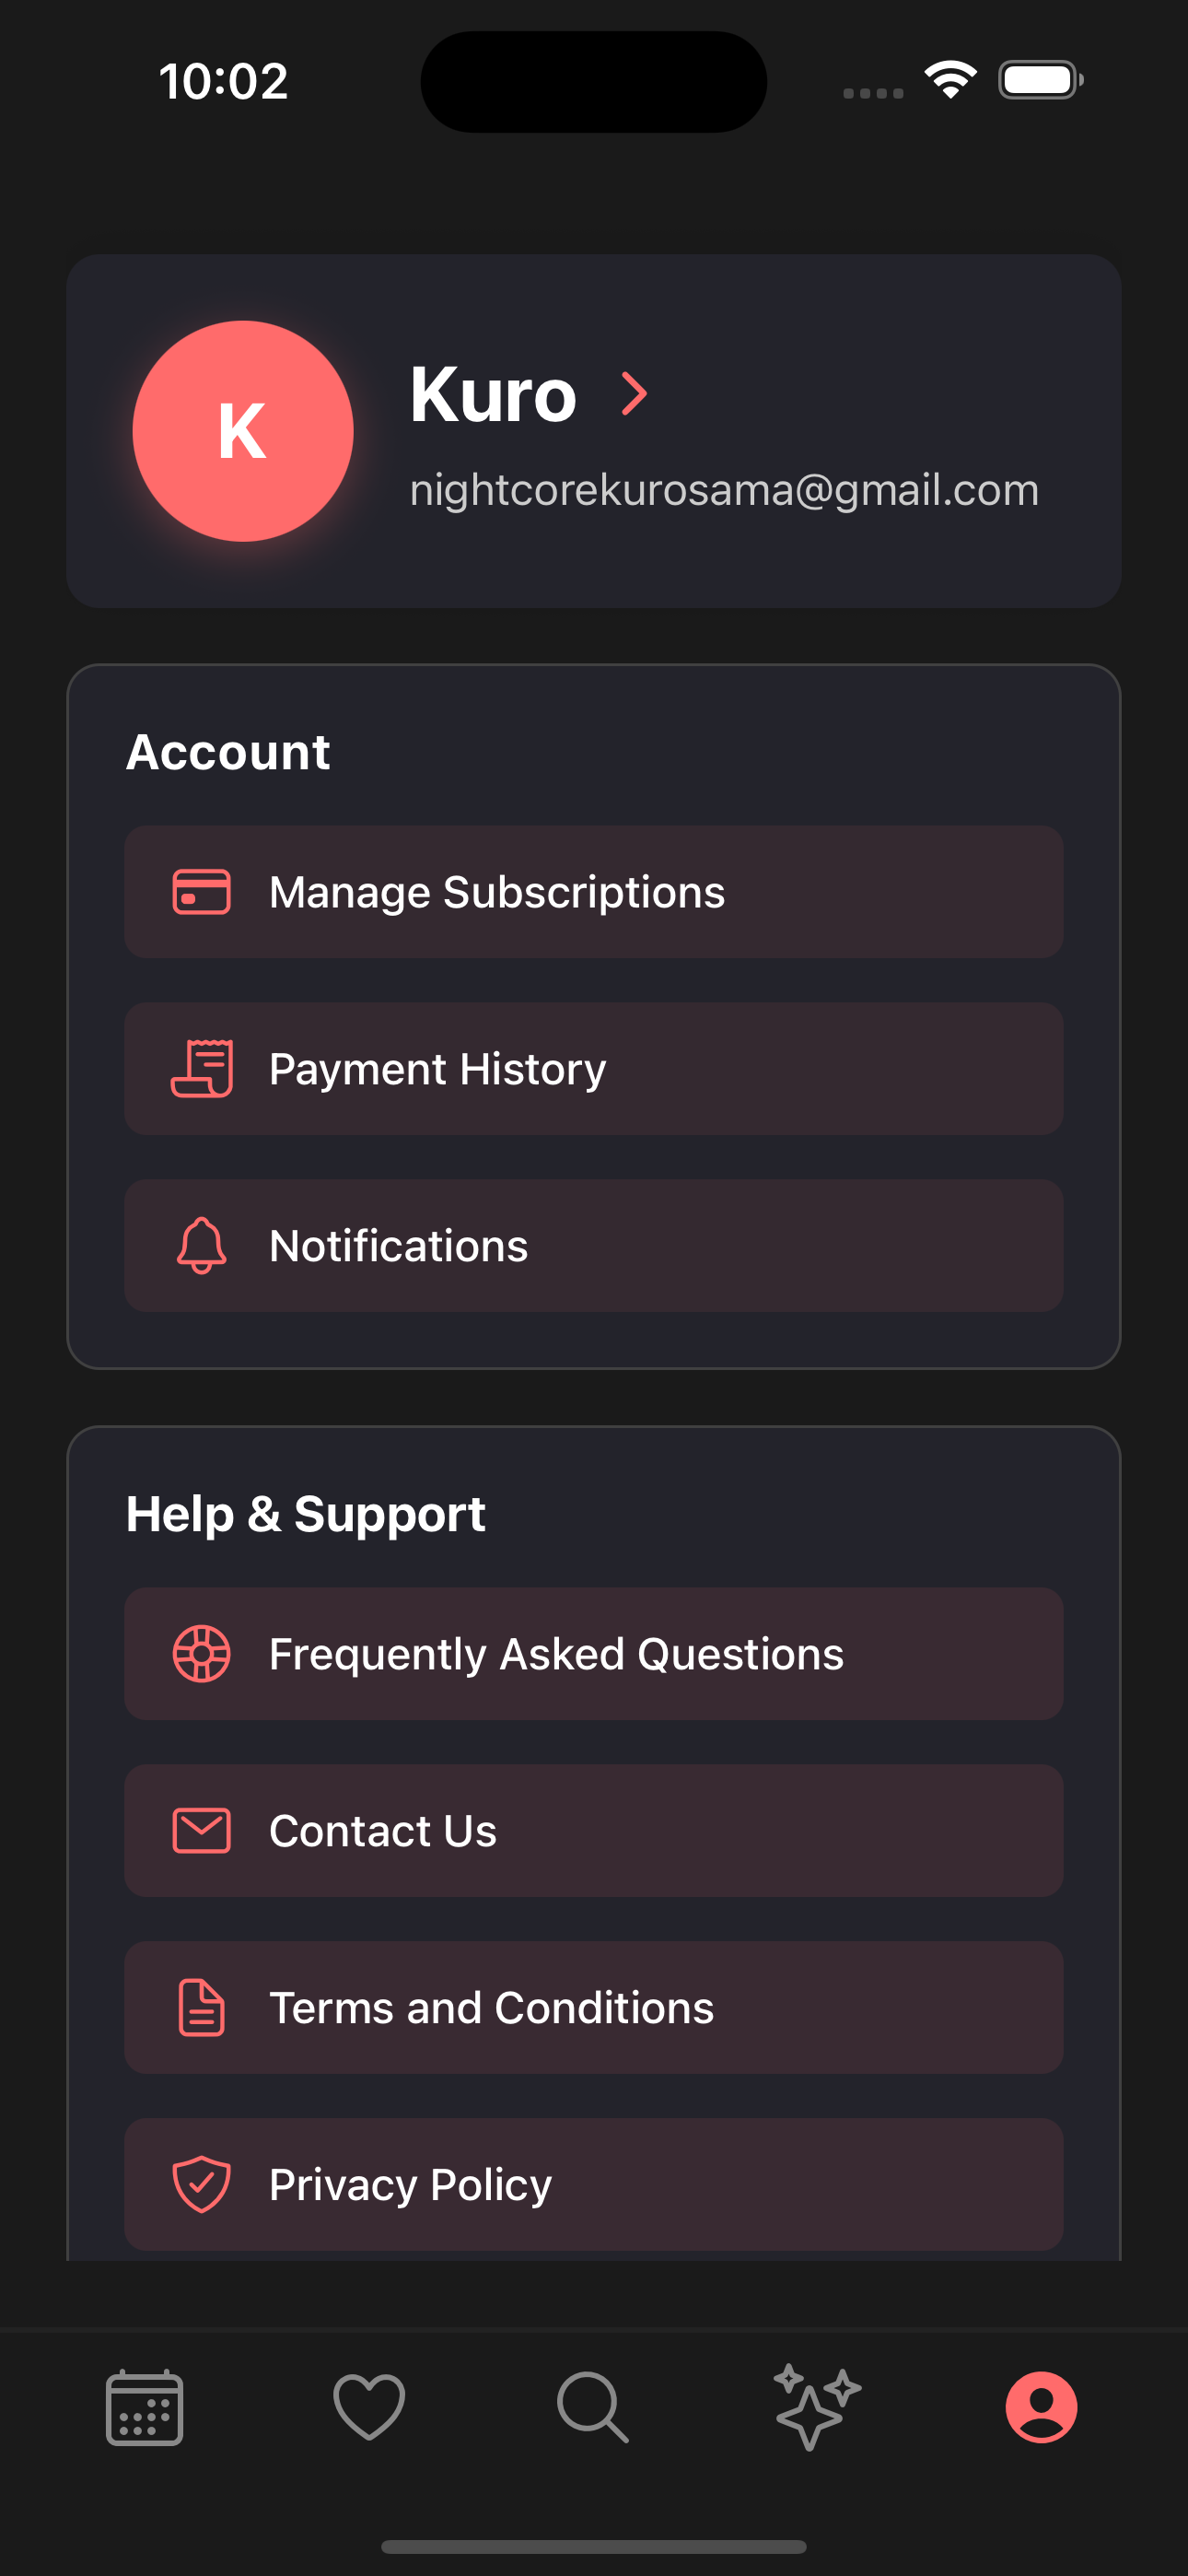 10:02
K
Kuro
nightcorekurosama@gmail.com
Account
Manage Subscriptions
Payment History
Notifications
Help & Support
Frequently Asked Questions
Contact Us
Terms and Conditions
Privacy Policy